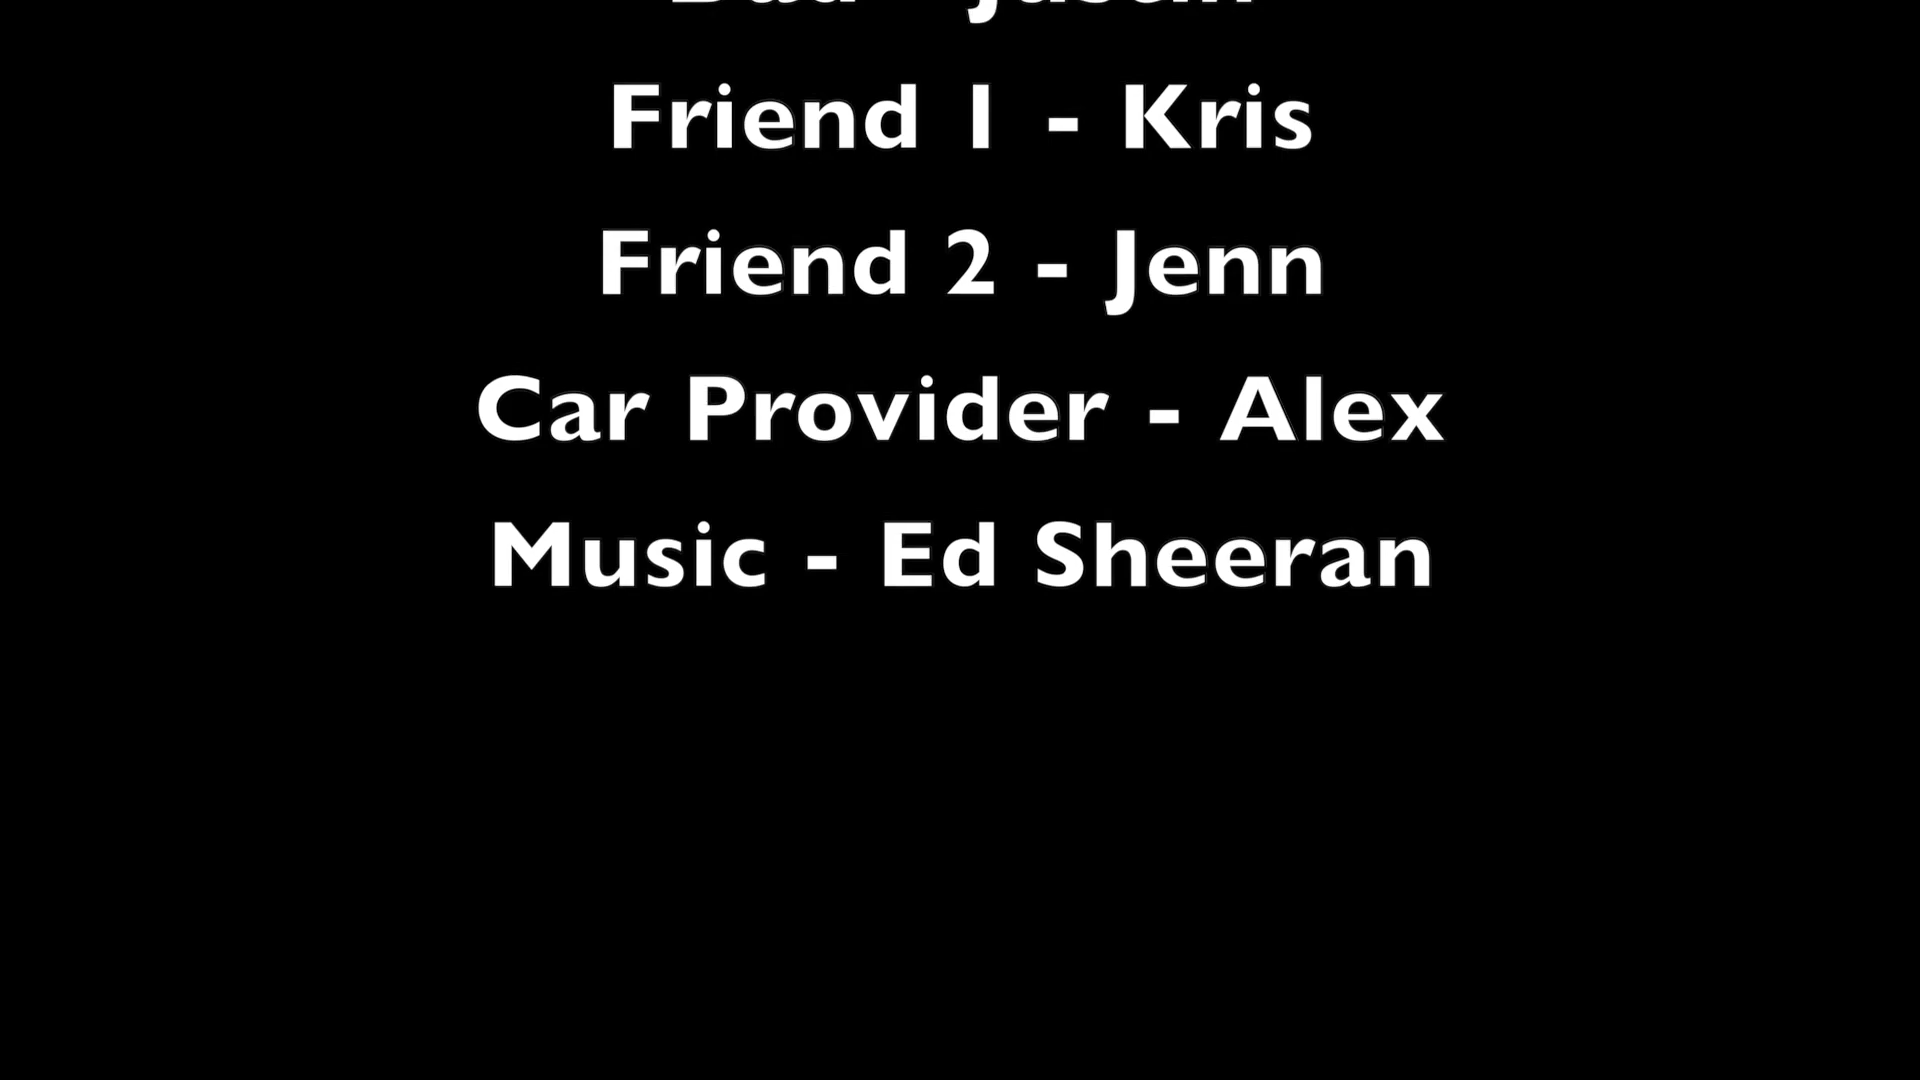 Friend 1 - Kris
Friend 2 - Jenn
Car Provider - Alex
Music - Ed Sheeran